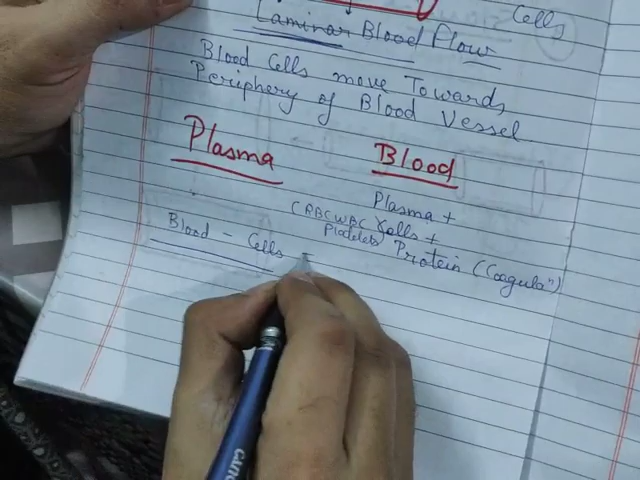 Cells
Laminar Blood Flow
Blood Cells move Towards
Periphery of Blood Vessel
Plasma
Blood
Plasma +
(RBC WBC Cells +
Platelets
Protein (Coagulaⁿ)
Blood - Cells =